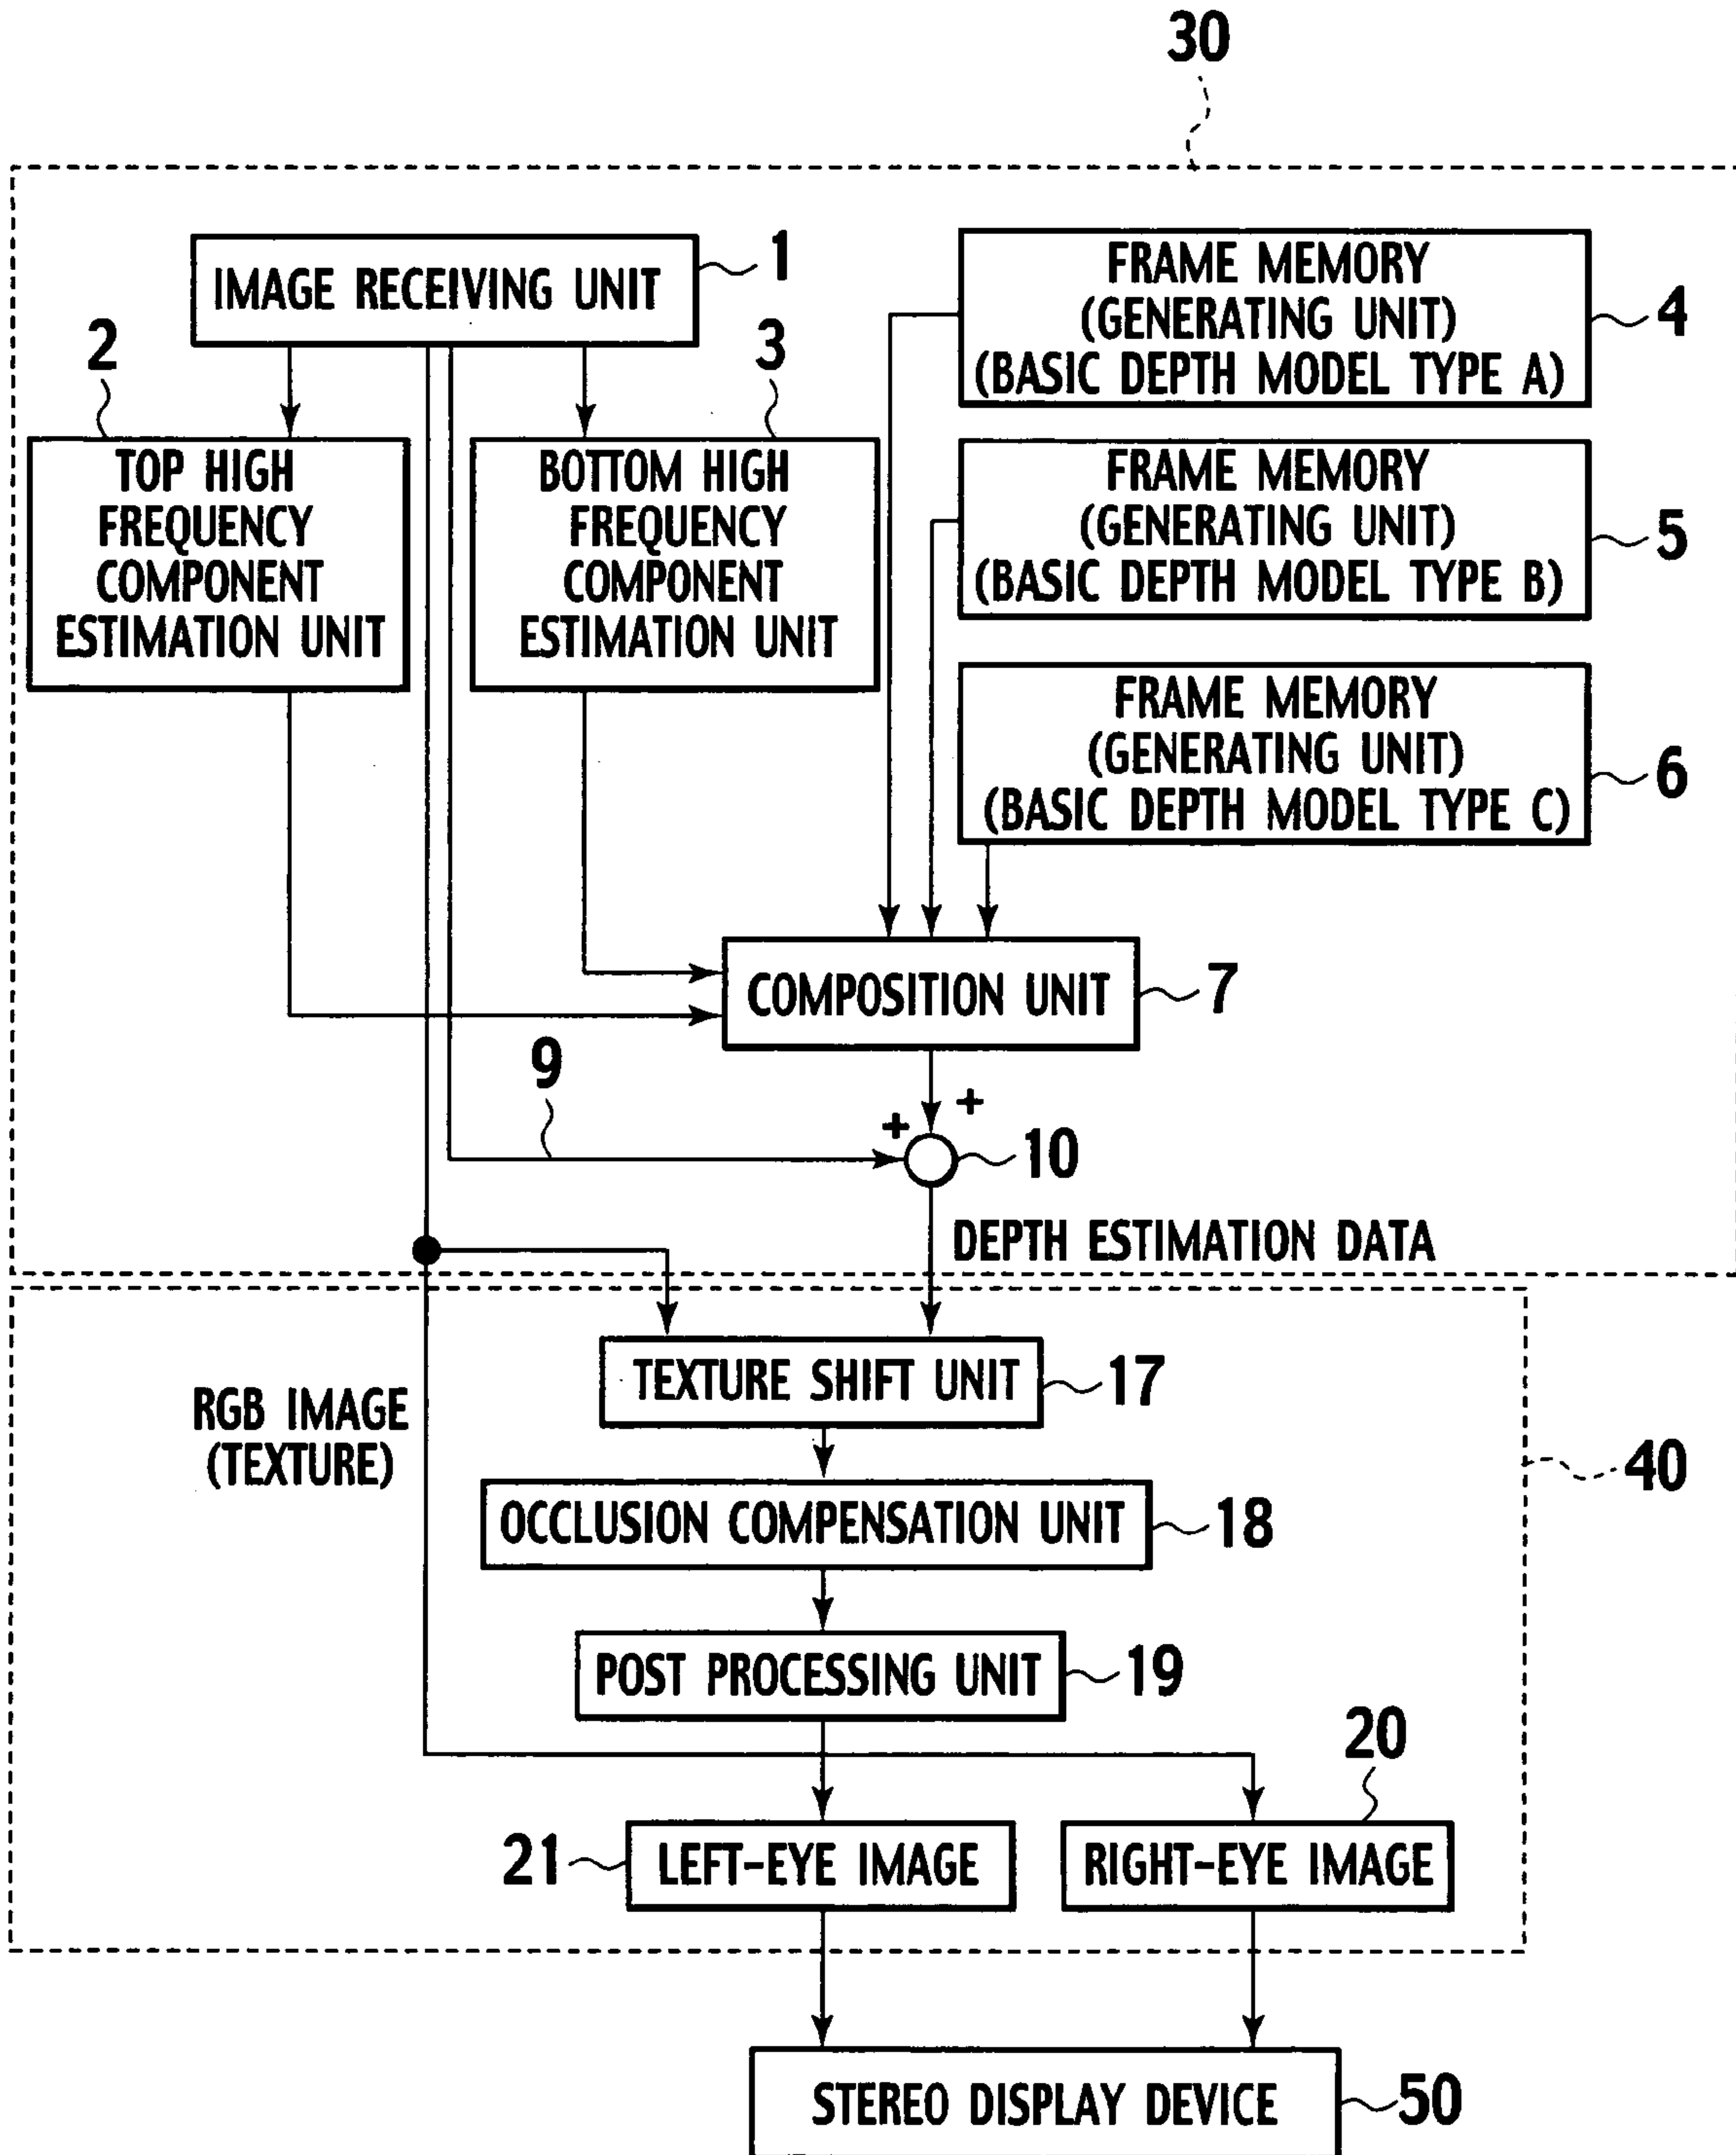 30
IMAGE RECEIVING UNIT
1
FRAME MEMORY
(GENERATING UNIT)
(BASIC DEPTH MODEL TYPE A)
4
2
TOP HIGH
FREQUENCY
COMPONENT
ESTIMATION UNIT
3
BOTTOM HIGH
FREQUENCY
COMPONENT
ESTIMATION UNIT
FRAME MEMORY
(GENERATING UNIT)
(BASIC DEPTH MODEL TYPE B)
5
FRAME MEMORY
(GENERATING UNIT)
(BASIC DEPTH MODEL TYPE C)
6
COMPOSITION UNIT
7
9
+
+
10
DEPTH ESTIMATION DATA
TEXTURE SHIFT UNIT
17
RGB IMAGE
(TEXTURE)
40
OCCLUSION COMPENSATION UNIT
18
POST PROCESSING UNIT
19
20
21
LEFT-EYE IMAGE
RIGHT-EYE IMAGE
STEREO DISPLAY DEVICE
50